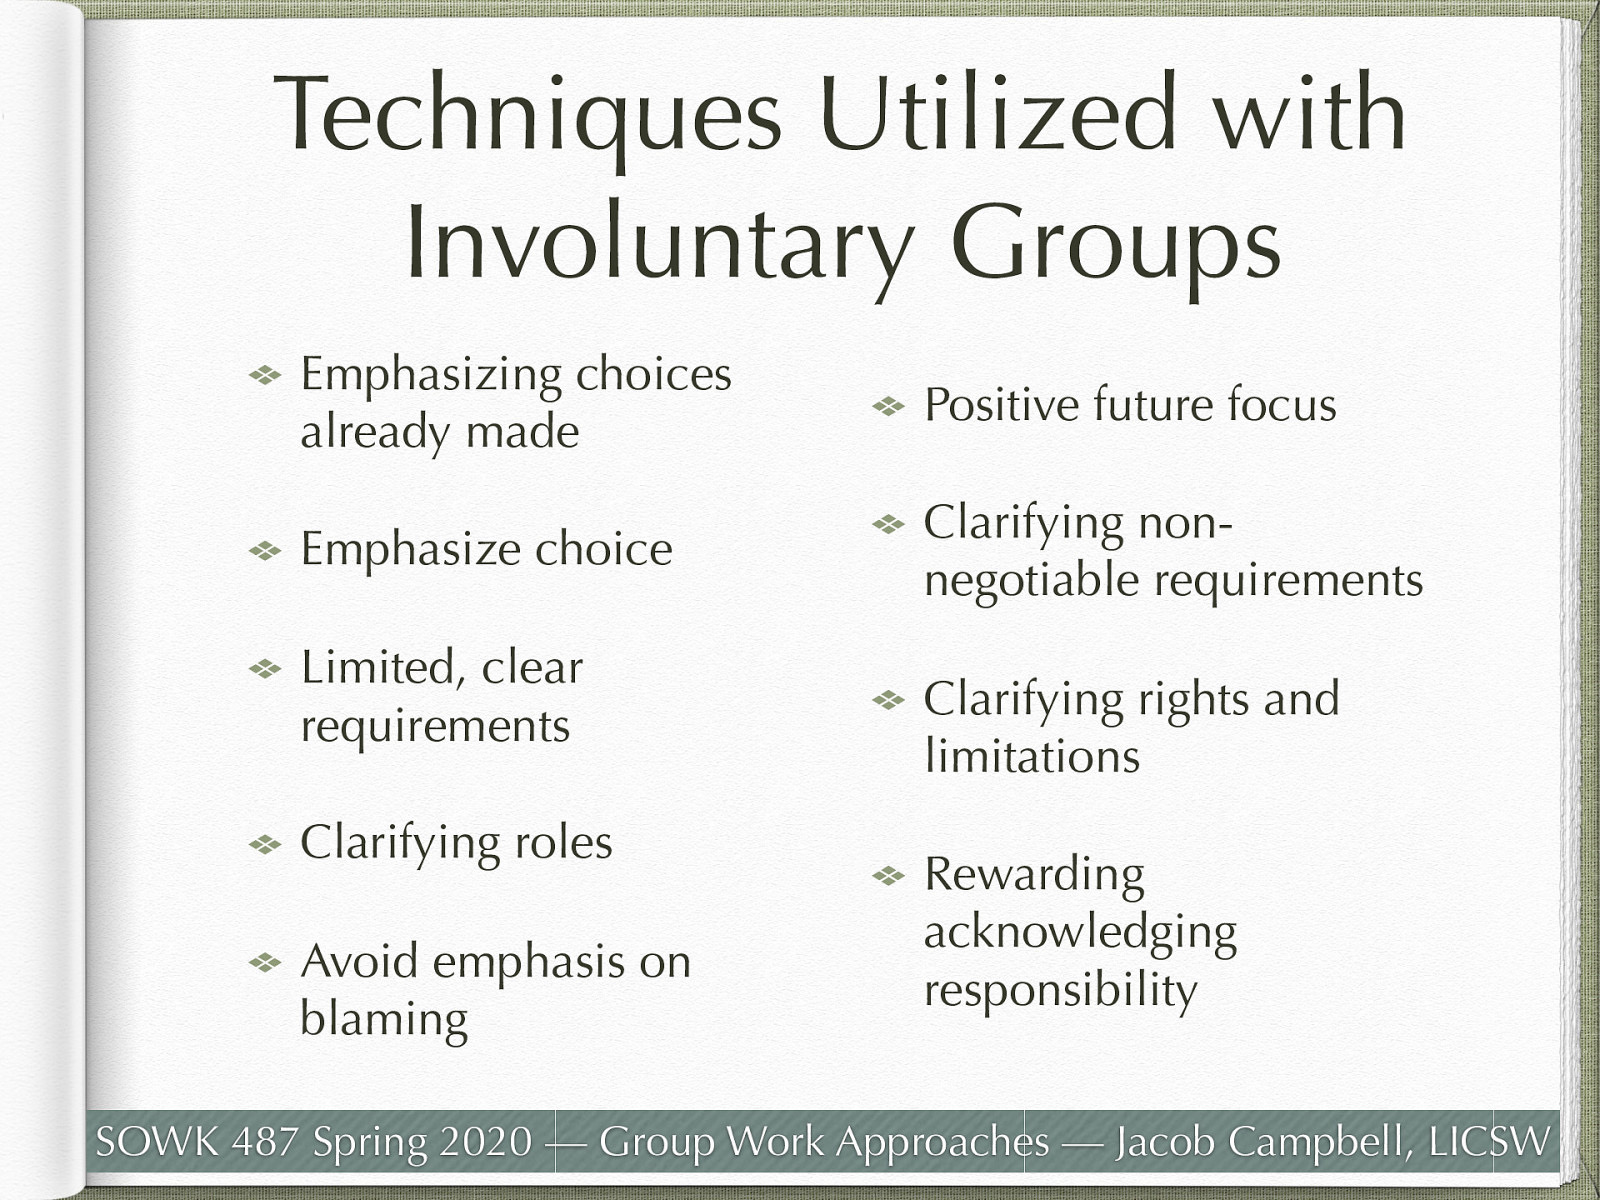 Techniques Utilized with
Involuntary Groups
Emphasizing choices
already made
Emphasize choice
Limited, clear
requirements
Clarifying roles
Avoid emphasis on
blaming
Positive future focus
Clarifying non-
negotiable requirements
Clarifying rights and
limitations
Rewarding
acknowledging
responsibility
SOWK 487 Spring 2020 — Group Work Approaches — Jacob Campbell, LICSW